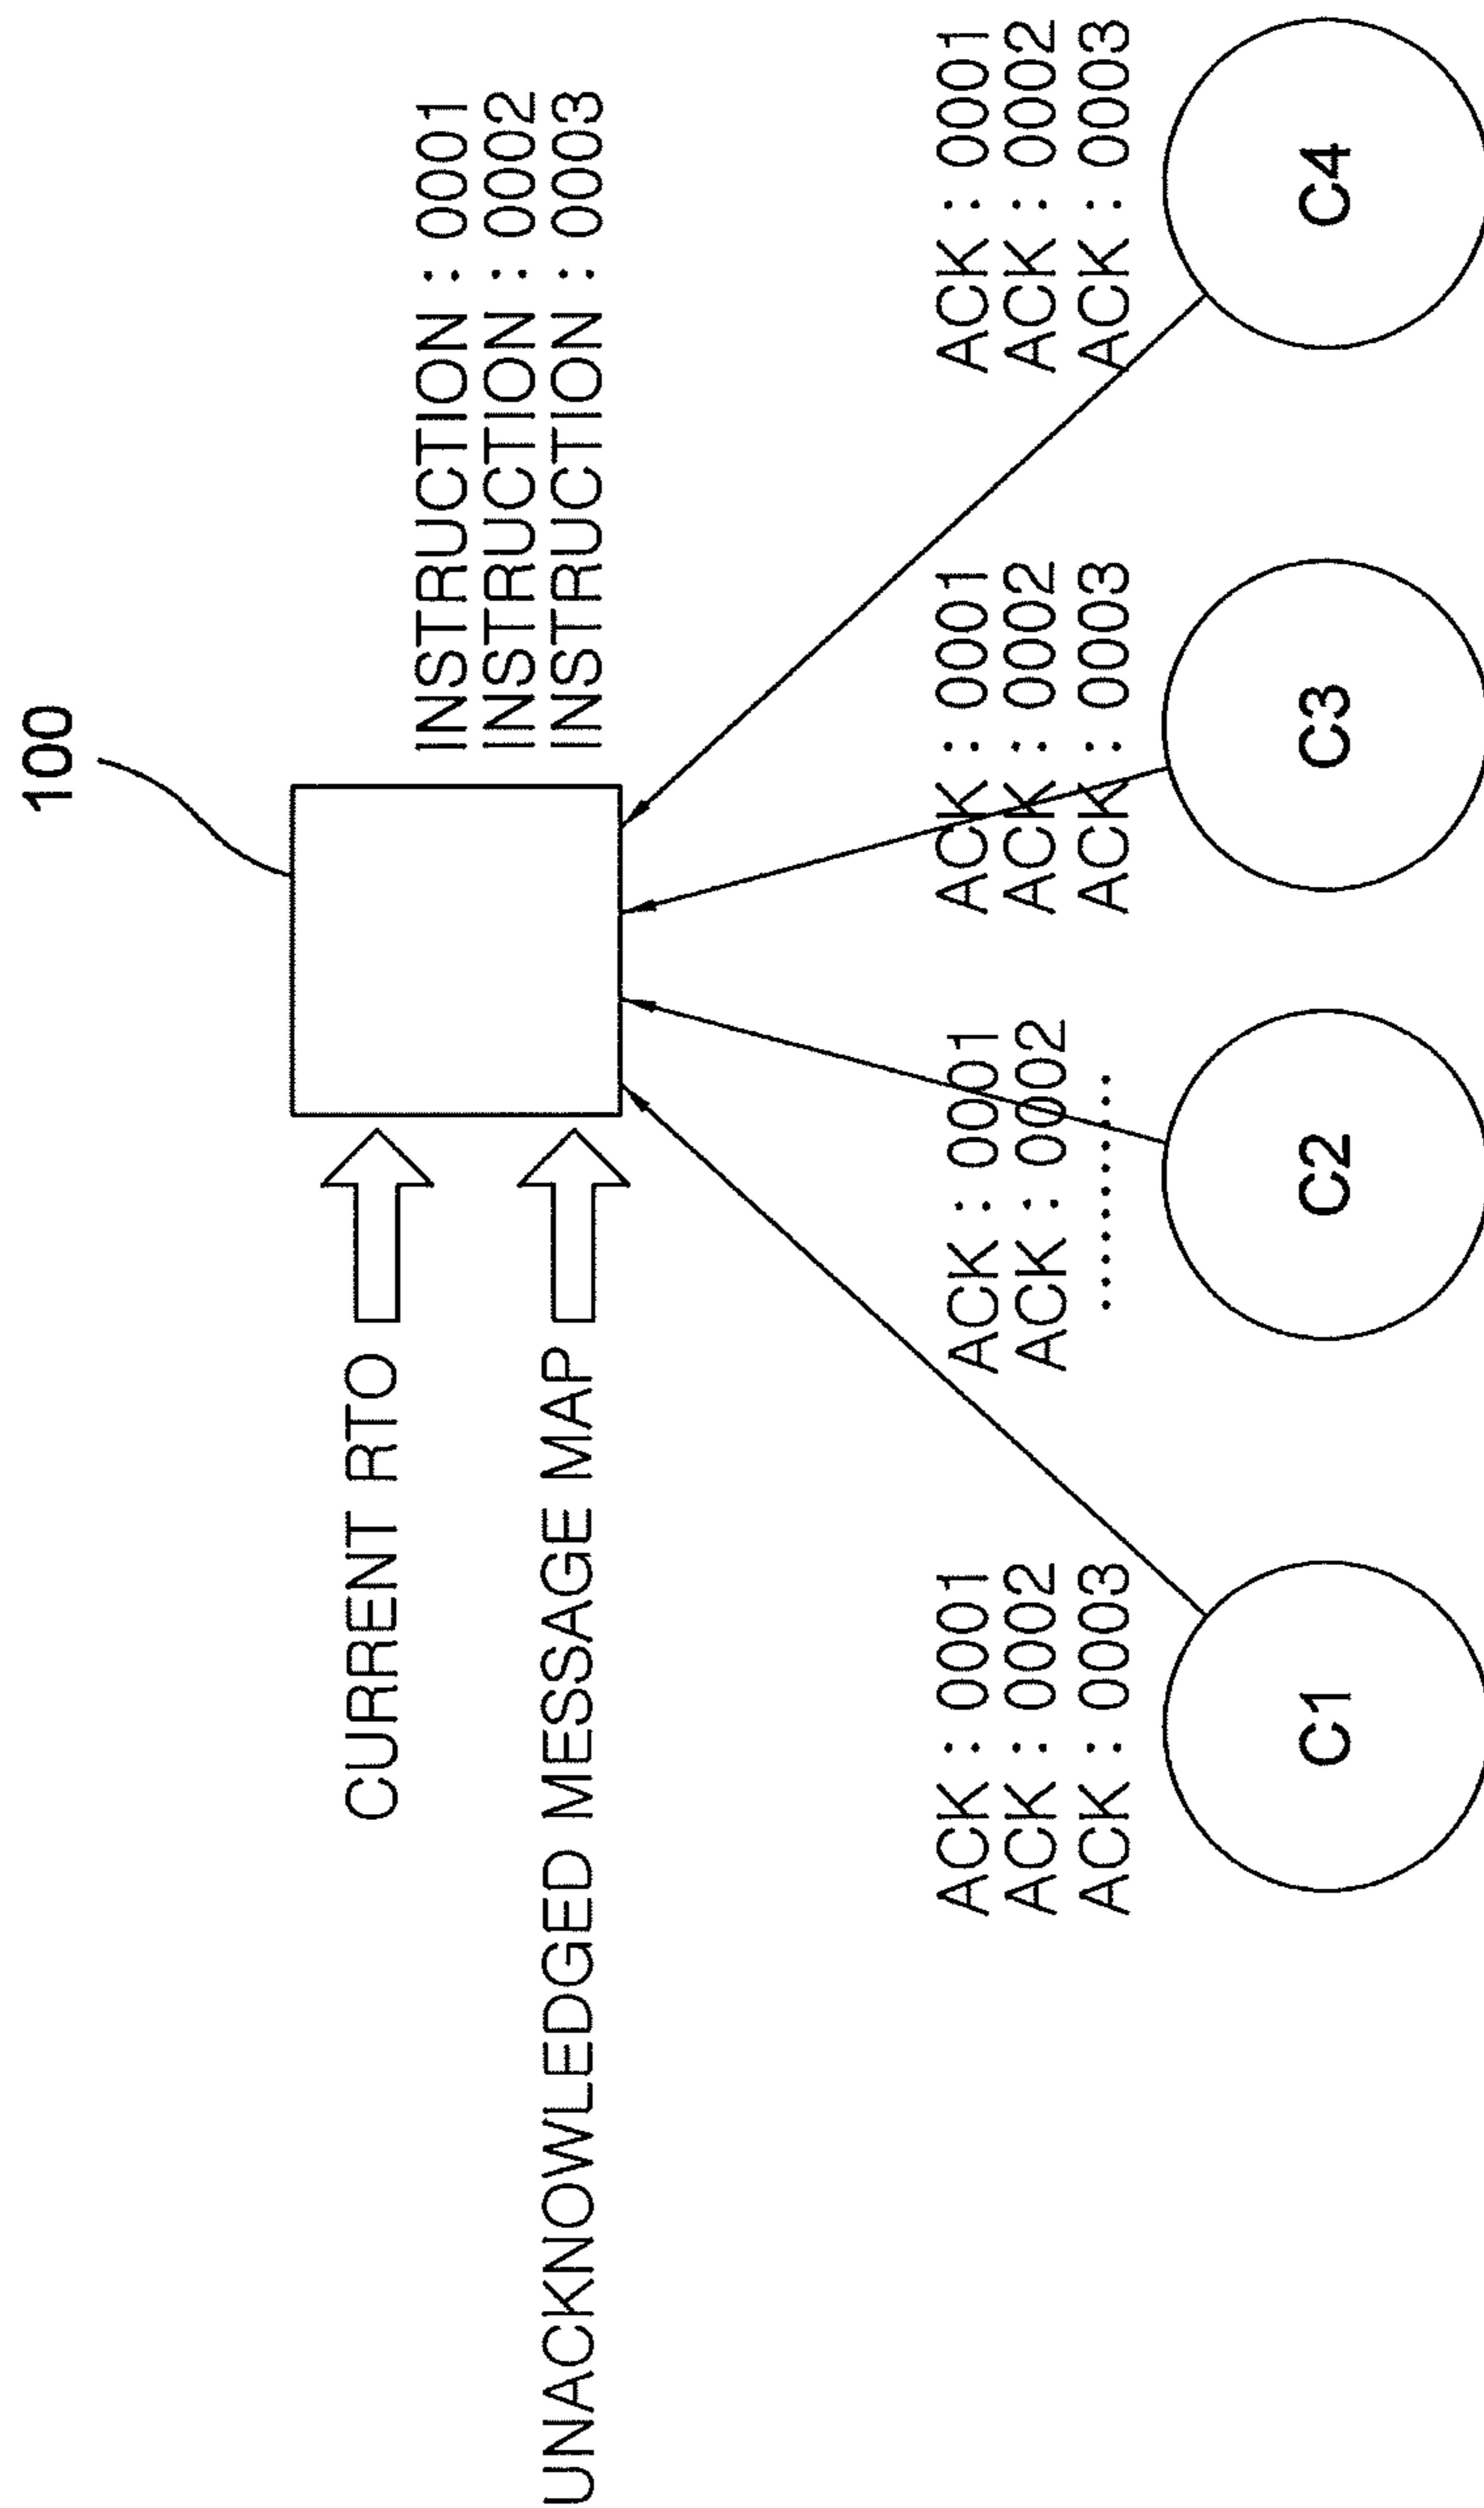 100
CURRENT RTO
INSTRUCTION : 0001
INSTRUCTION : 0002
INSTRUCTION : 0003
UNACKNOWLEDGED MESSAGE MAP
ACK : 0001
ACK : 0002
ACK : 0003
ACK : 0001
ACK : 0002
..........
ACK : 0001
ACK : 0002
ACK : 0003
ACK : 0001
ACK : 0002
ACK : 0003
C1
C2
C3
C4